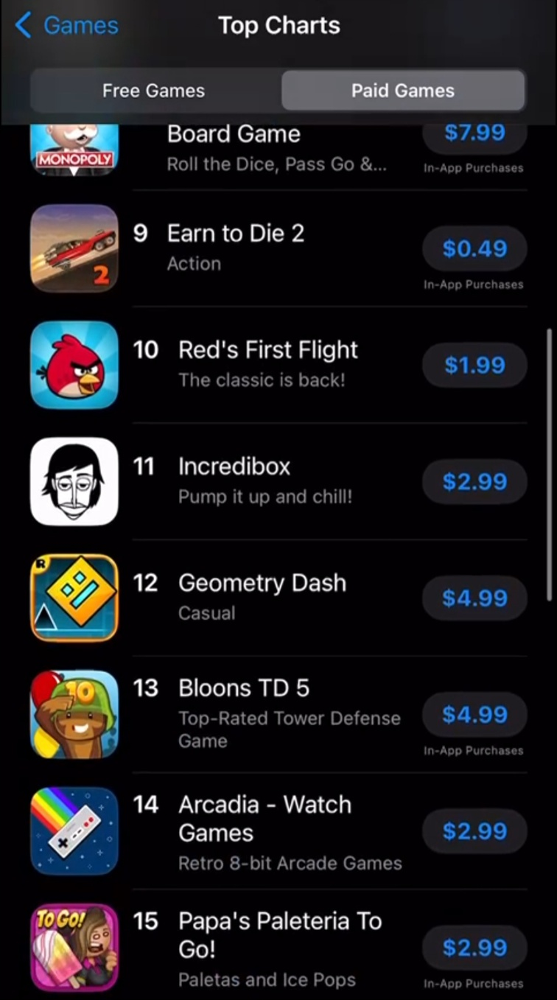 Games
Top Charts
Free Games
Paid Games
MONOPOLY
Board Game
Roll the Dice, Pass Go &...
$7.99
In-App Purchases
2
9
Earn to Die 2
Action
$0.49
In-App Purchases
10
Red's First Flight
The classic is back!
$1.99
11
Incredibox
Pump it up and chill!
$2.99
R
12
Geometry Dash
Casual
$4.99
10
13
Bloons TD 5
Top-Rated Tower Defense
Game
$4.99
In-App Purchases
14
Arcadia - Watch
Games
Retro 8-bit Arcade Games
$2.99
TO GO!
15
Papa's Paleteria To
Go!
Paletas and Ice Pops
$2.99
In-App Purchases